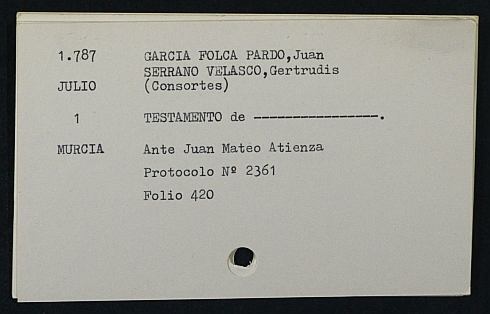 1.787 GARCIA FOLCA PARDO,Juan
SERRANO VELASCO,Gertrudis
JULIO (Consortes)
1 TESTAMENTO de ----------------.
MURCIA Ante Juan Mateo Atienza
Protocolo Nº 2361
Folio 420